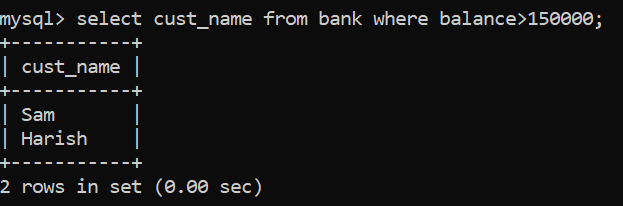 mysql> select cust_name from bank where balance>150000;
+-----------+
| cust_name |
+-----------+
| Sam       |
| Harish    |
+-----------+
2 rows in set (0.00 sec)